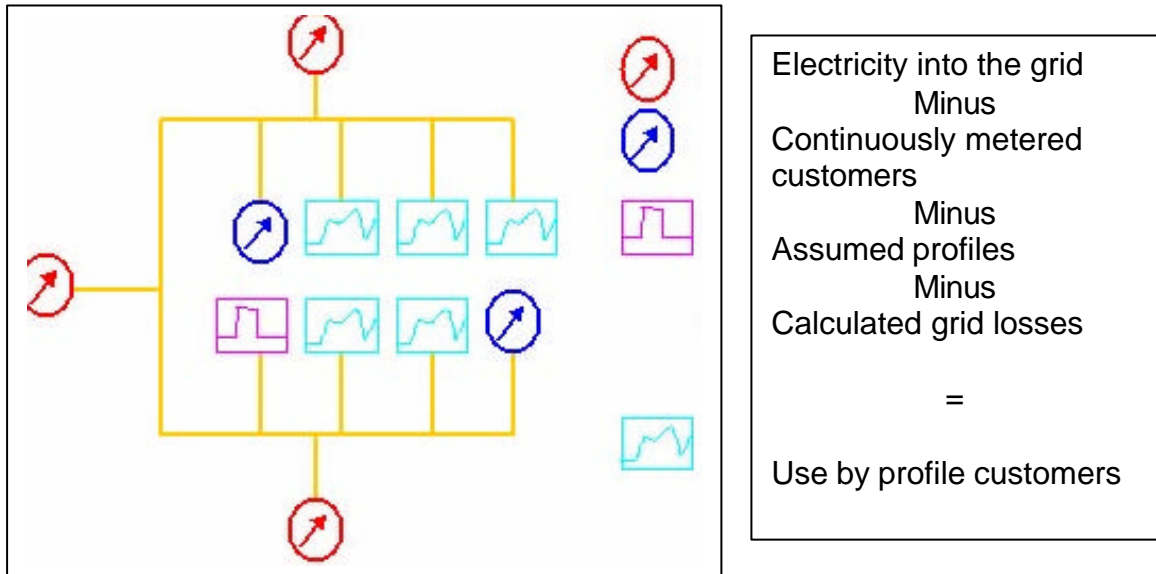 Electricity into the grid
Minus
Continuously metered
customers
Minus
Assumed profiles
Minus
Calculated grid losses
=
Use by profile customers